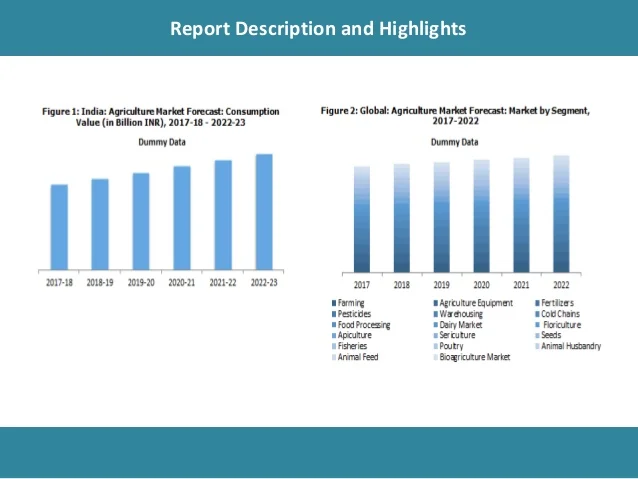 Report Description and Highlights
Figure 1: India: Agriculture Market Forecast: Consumption
Value (in Billion INR), 2017-18 - 2022-23
Dummy Data
2017-18 2018-19 2019-20 2020-21 2021-22 2022-23
Figure 2: Global: Agriculture Market Forecast: Market by Segment,
2017-2022
Dummy Data
2017 2018 2019 2020 2021 2022
Farming Agriculture Equipment Fertilizers
Pesticides Warehousing Cold Chains
Food Processing Dairy Market Floriculture
Apiculture Sericulture Seeds
Fisheries Poultry Animal Husbandry
Animal Feed Bioagriculture Market